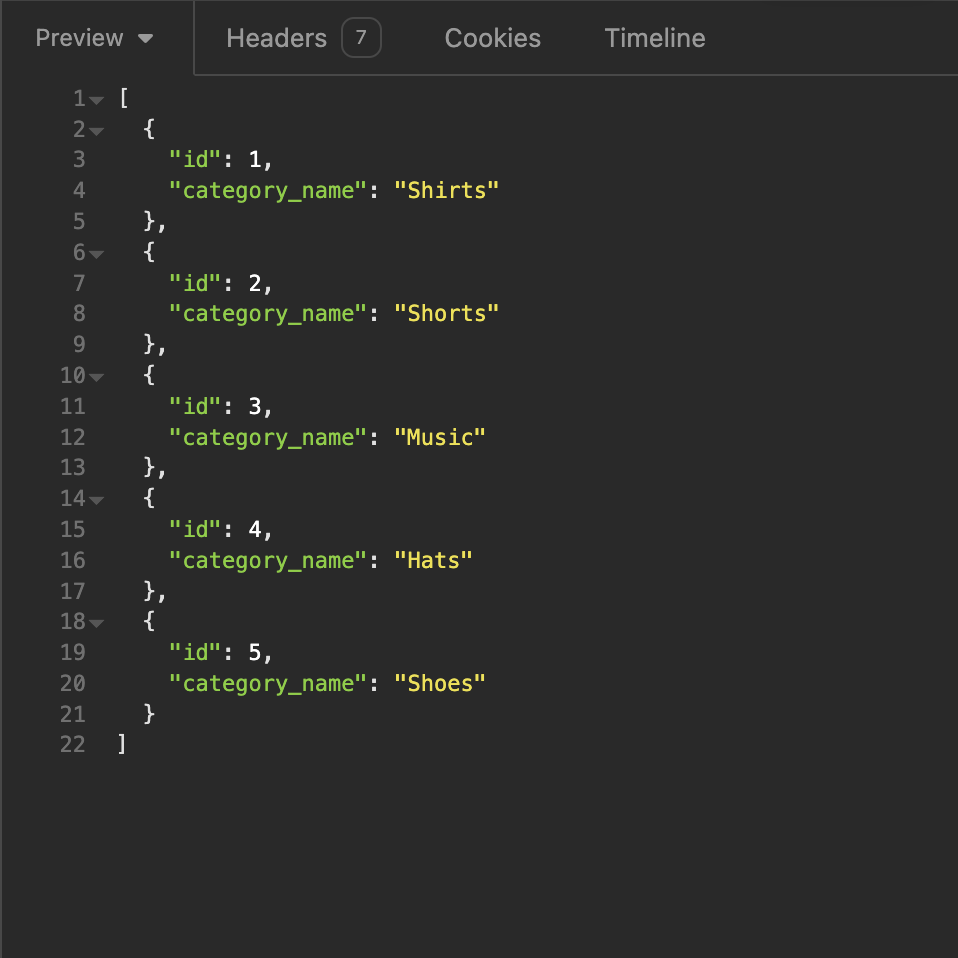 Preview Headers 7 Cookies Timeline
1 [
2 {
3 "id": 1,
4 "category_name": "Shirts"
5 },
6 {
7 "id": 2,
8 "category_name": "Shorts"
9 },
10 {
11 "id": 3,
12 "category_name": "Music"
13 },
14 {
15 "id": 4,
16 "category_name": "Hats"
17 },
18 {
19 "id": 5,
20 "category_name": "Shoes"
21 }
22 ]